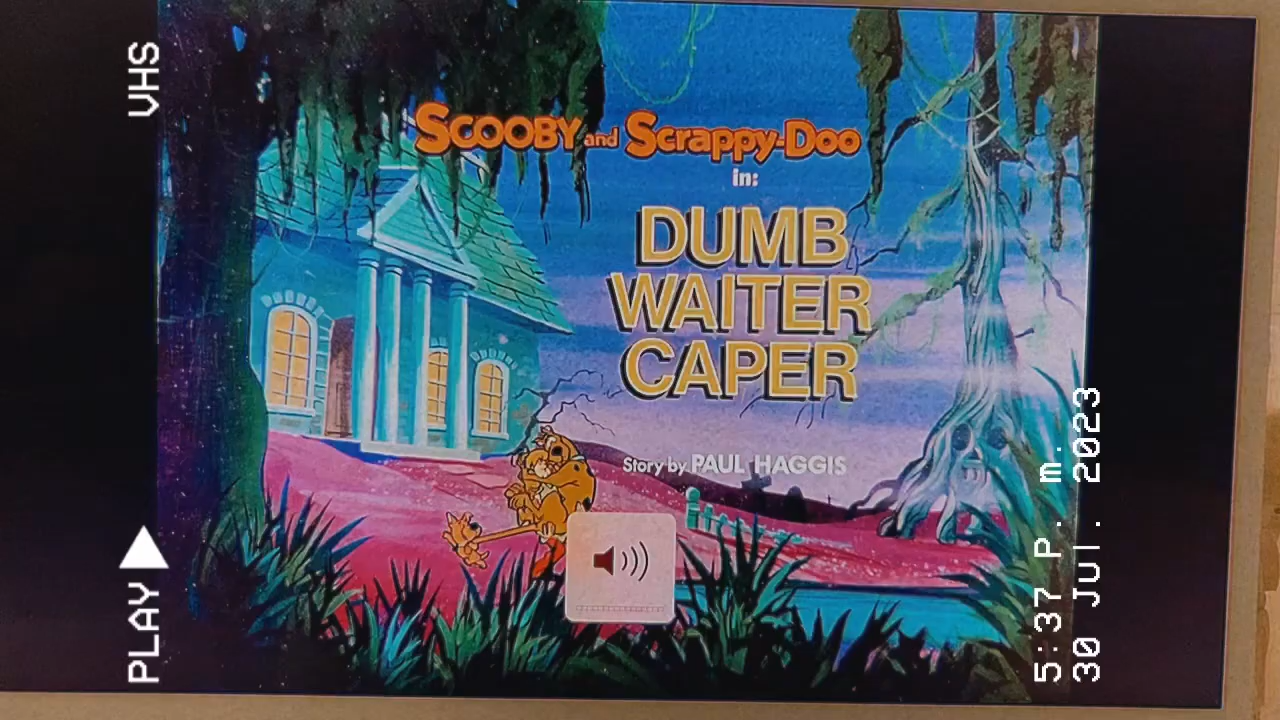 SCOOBY and Scrappy-Doo
in:
DUMB
WAITER
CAPER
Story by PAUL HAGGIS
PLAY
VHS
5:37 P. m.
30 JUl. 2023